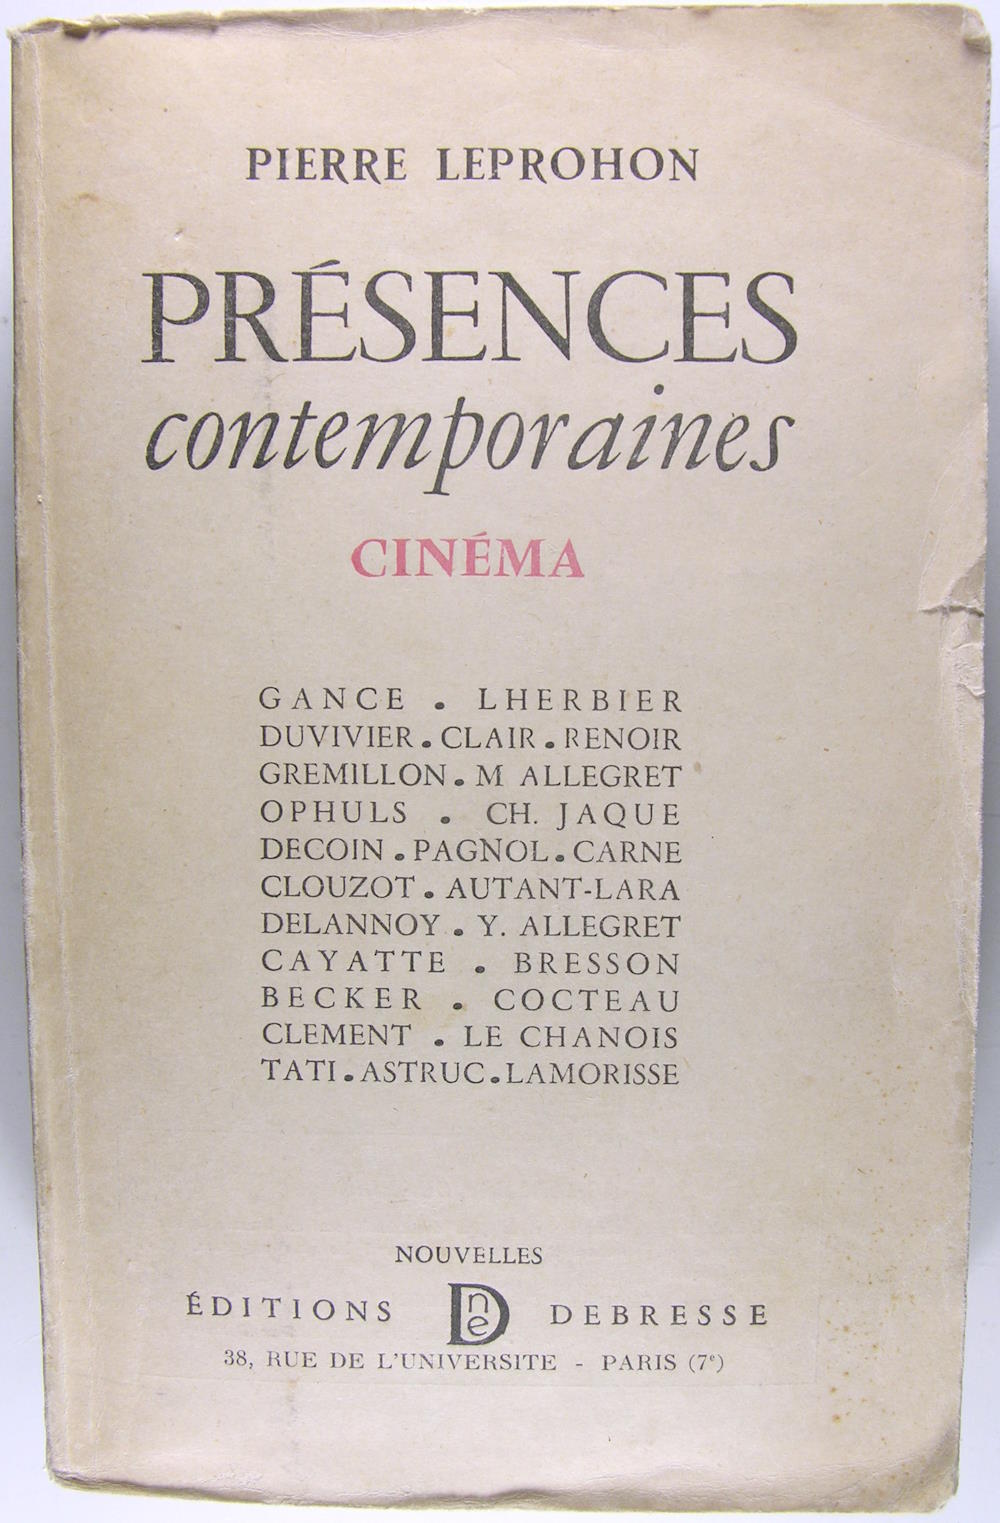 PIERRE LEPROHON
PRÉSENCES
contemporaines
CINÉMA
GANCE . LHERBIER
DUVIVIER . CLAIR . RENOIR
GREMILLON . M ALLEGRET
OPHULS . CH. JAQUE
DECOIN . PAGNOL . CARNE
CLOUZOT . AUTANT-LARA
DELANNOY . Y. ALLEGRET
CAYATTE . BRESSON
BECKER . COCTEAU
CLEMENT . LE CHANOIS
TATI . ASTRUC . LAMORISSE
NOUVELLES
ÉDITIONS Dne DEBRESSE
38, RUE DE L'UNIVERSITE - PARIS (7e)